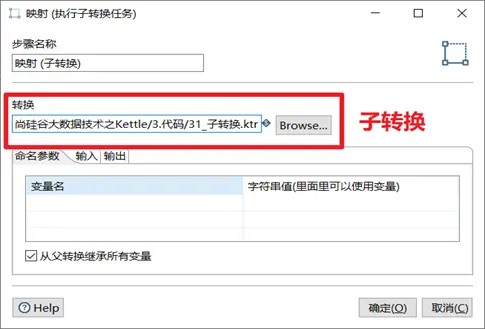 映射 (执行子转换任务)
步骤名称
映射 (子转换)
转换
尚硅谷大数据技术之Kettle/3.代码/31_子转换.ktr
Browse...
子转换
命名参数 输入 输出
变量名 字符串值(里面里可以使用变量)
从父转换继承所有变量
Help 确定(O) 取消(C)